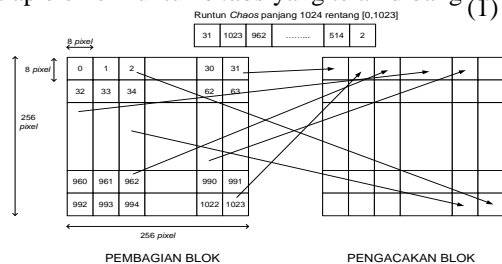 (1)
Runtun Chaos panjang 1024 rentang [0,1023]
31 1023 962 ......... 514 2
8 pixel
8 pixel
0 1 2 30 31
32 33 34 62 63
256 pixel
960 961 962 990 991
992 993 994 1022 1023
256 pixel
PEMBAGIAN BLOK PENGACAKAN BLOK